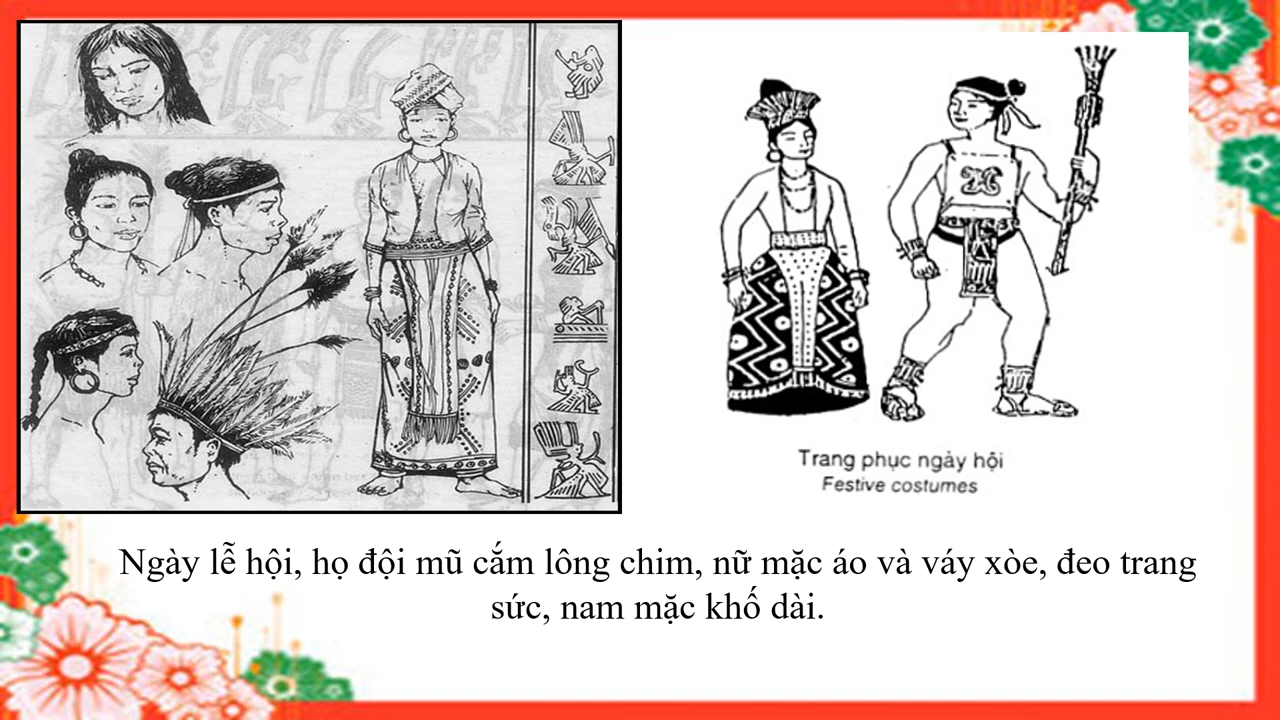 Trang phục ngày hội
Festive costumes
Ngày lễ hội, họ đội mũ cắm lông chim, nữ mặc áo và váy xòe, đeo trang
sức, nam mặc khố dài.